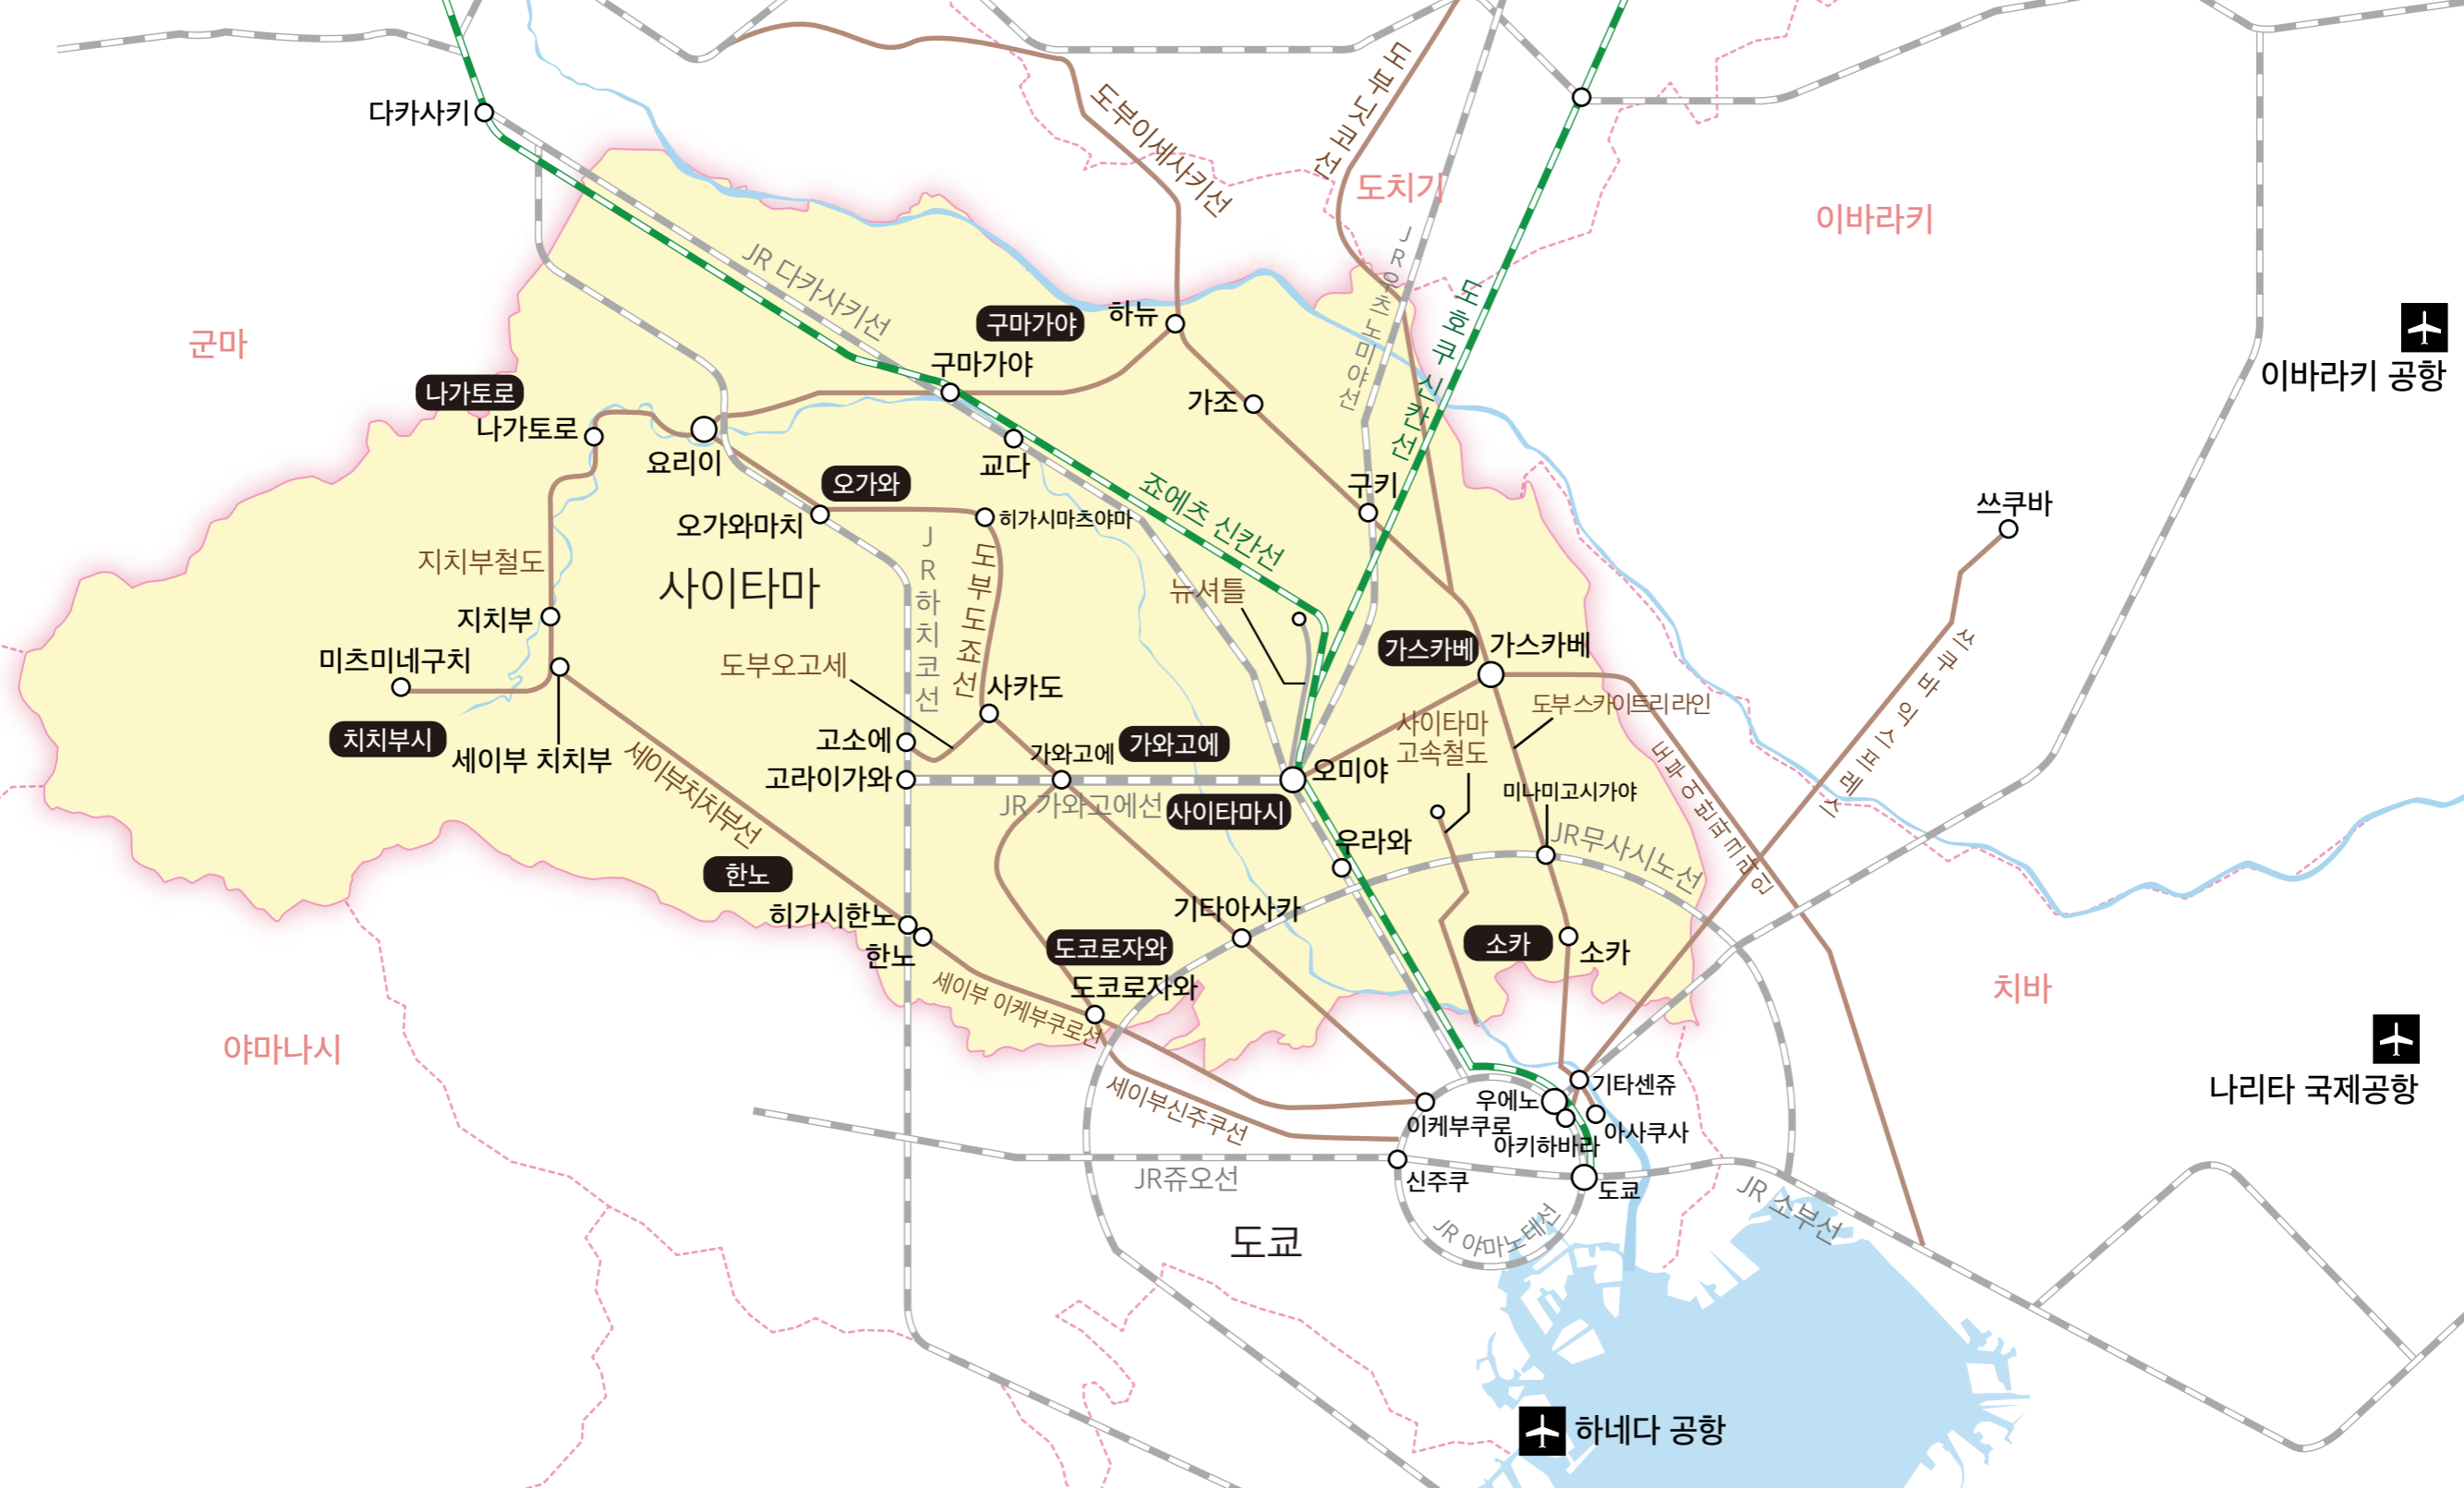 다카사키
도부이세사키선
도부닛코선
도치기
이바라키
JR 다카사키선
JR우츠노미야선
도호쿠 신칸선
군마
구마가야
하뉴
구마가야
이바라키 공항
나가토로
나가토로
가조
요리이
교다
오가와
구키
죠에츠 신칸선
쓰쿠바
오가와마치
히가시마츠야마
지치부철도
사이타마
JR하치코선
도부도죠선
뉴셔틀
지치부
미츠미네구치
도부오고세
사카도
가스카베
가스카베
쓰쿠바 익스프레스
도부 스카이트리 라인
치치부시
세이부 치치부
세이부치치부선
고소에
고라이가와
가와고에
가와고에
JR 가와고에선
사이타마시
오미야
사이타마
고속철도
미나미고시가야
우라와
JR무사시노선
한노
히가시한노
한노
기타아사카
도코로자와
도코로자와
소카
소카
세이부 이케부쿠로선
치바
야마나시
나리타 국제공항
세이부신주쿠선
이케부쿠로
우에노
기타센쥬
아사쿠사
아키하바라
JR쥬오선
신주쿠
도쿄
JR 소부선
JR 야마노테선
도쿄
하네다 공항